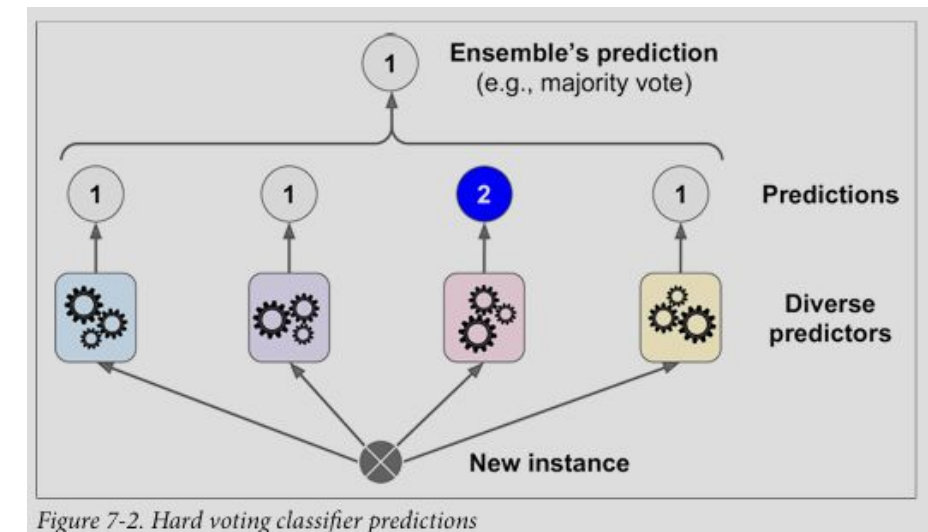 1
Ensemble's prediction
(e.g., majority vote)
1 1 2 1
Predictions
Diverse
predictors
New instance
Figure 7-2. Hard voting classifier predictions